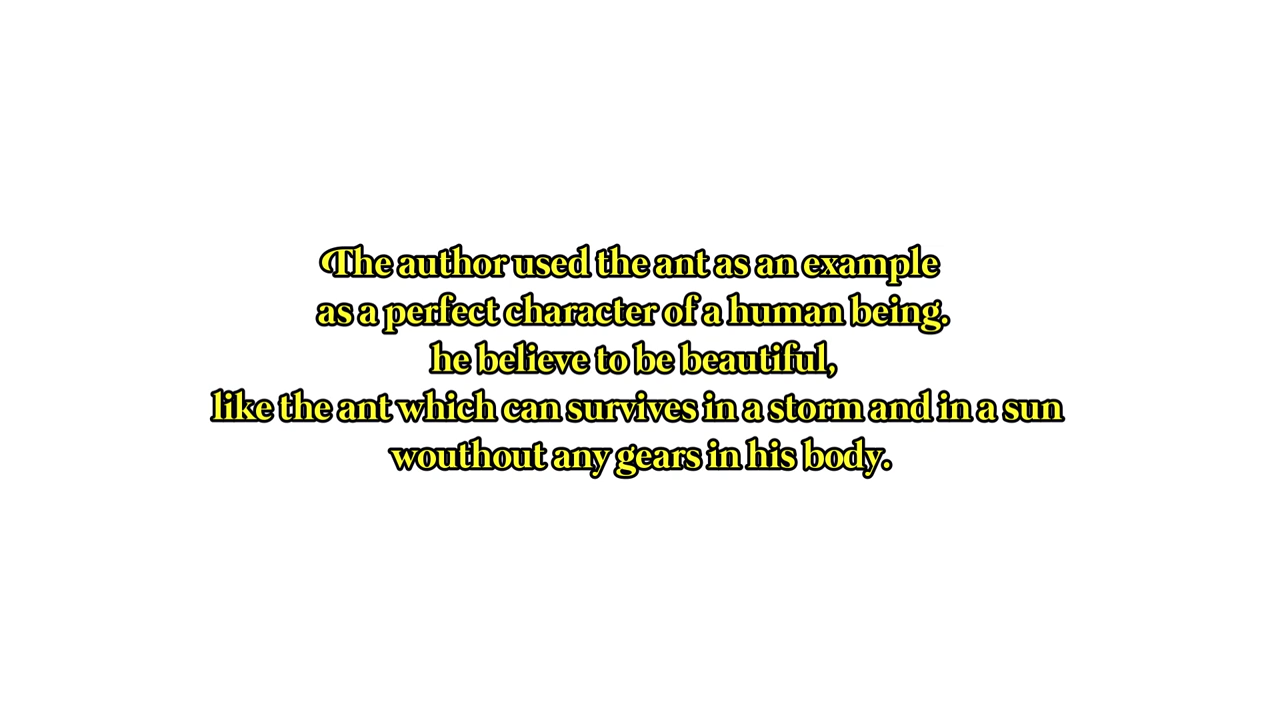 The author used the ant as an example
as a perfect character of a human being.
he believe to be beautiful,
like the ant which can survives in a storm and in a sun
wouthout any gears in his body.